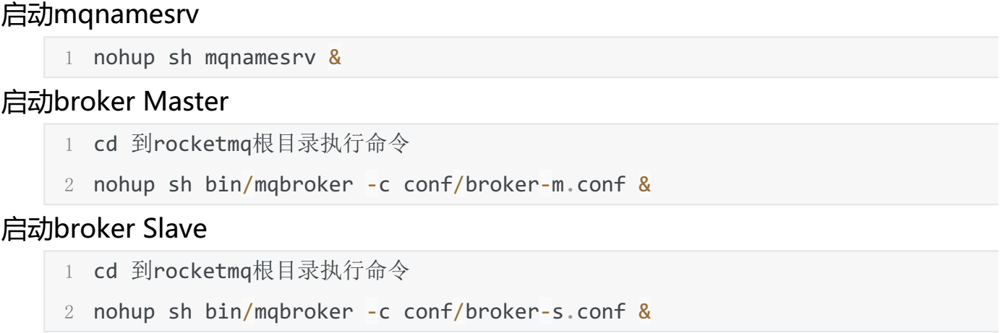 启动mqnamesrv
1 nohup sh mqnamesrv &
启动broker Master
1 cd 到rocketmq根目录执行命令
2 nohup sh bin/mqbroker -c conf/broker-m.conf &
启动broker Slave
1 cd 到rocketmq根目录执行命令
2 nohup sh bin/mqbroker -c conf/broker-s.conf &